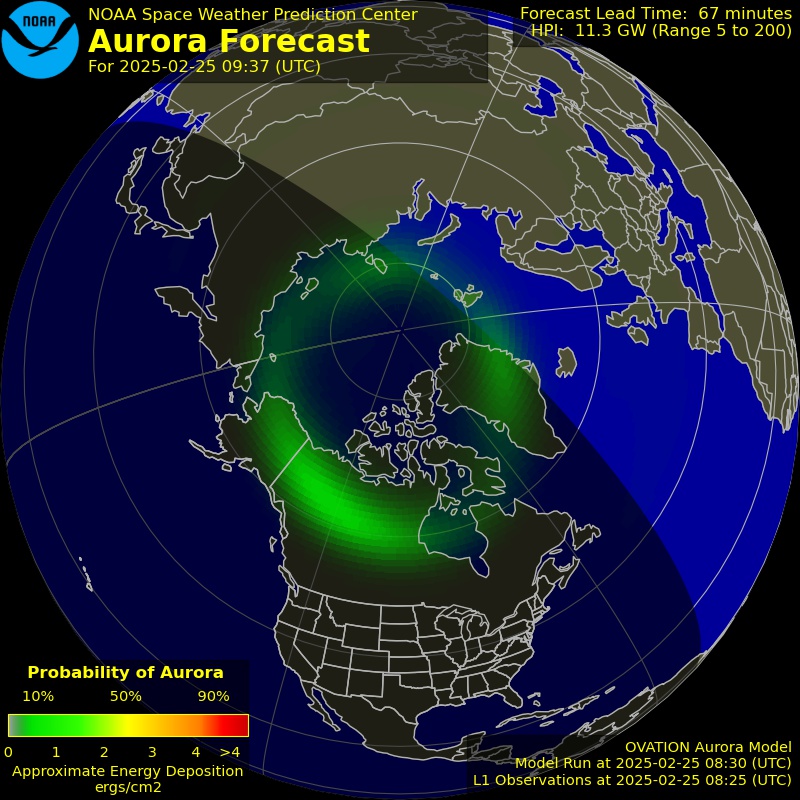 NOAA
NOAA Space Weather Prediction Center
Aurora Forecast
For 2025-02-25 09:37 (UTC)
Forecast Lead Time: 67 minutes
HPI: 11.3 GW (Range 5 to 200)
Probability of Aurora
10% 50% 90%
0 1 2 3 4 >4
Approximate Energy Deposition
ergs/cm2
OVATION Aurora Model
Model Run at 2025-02-25 08:30 (UTC)
L1 Observations at 2025-02-25 08:25 (UTC)